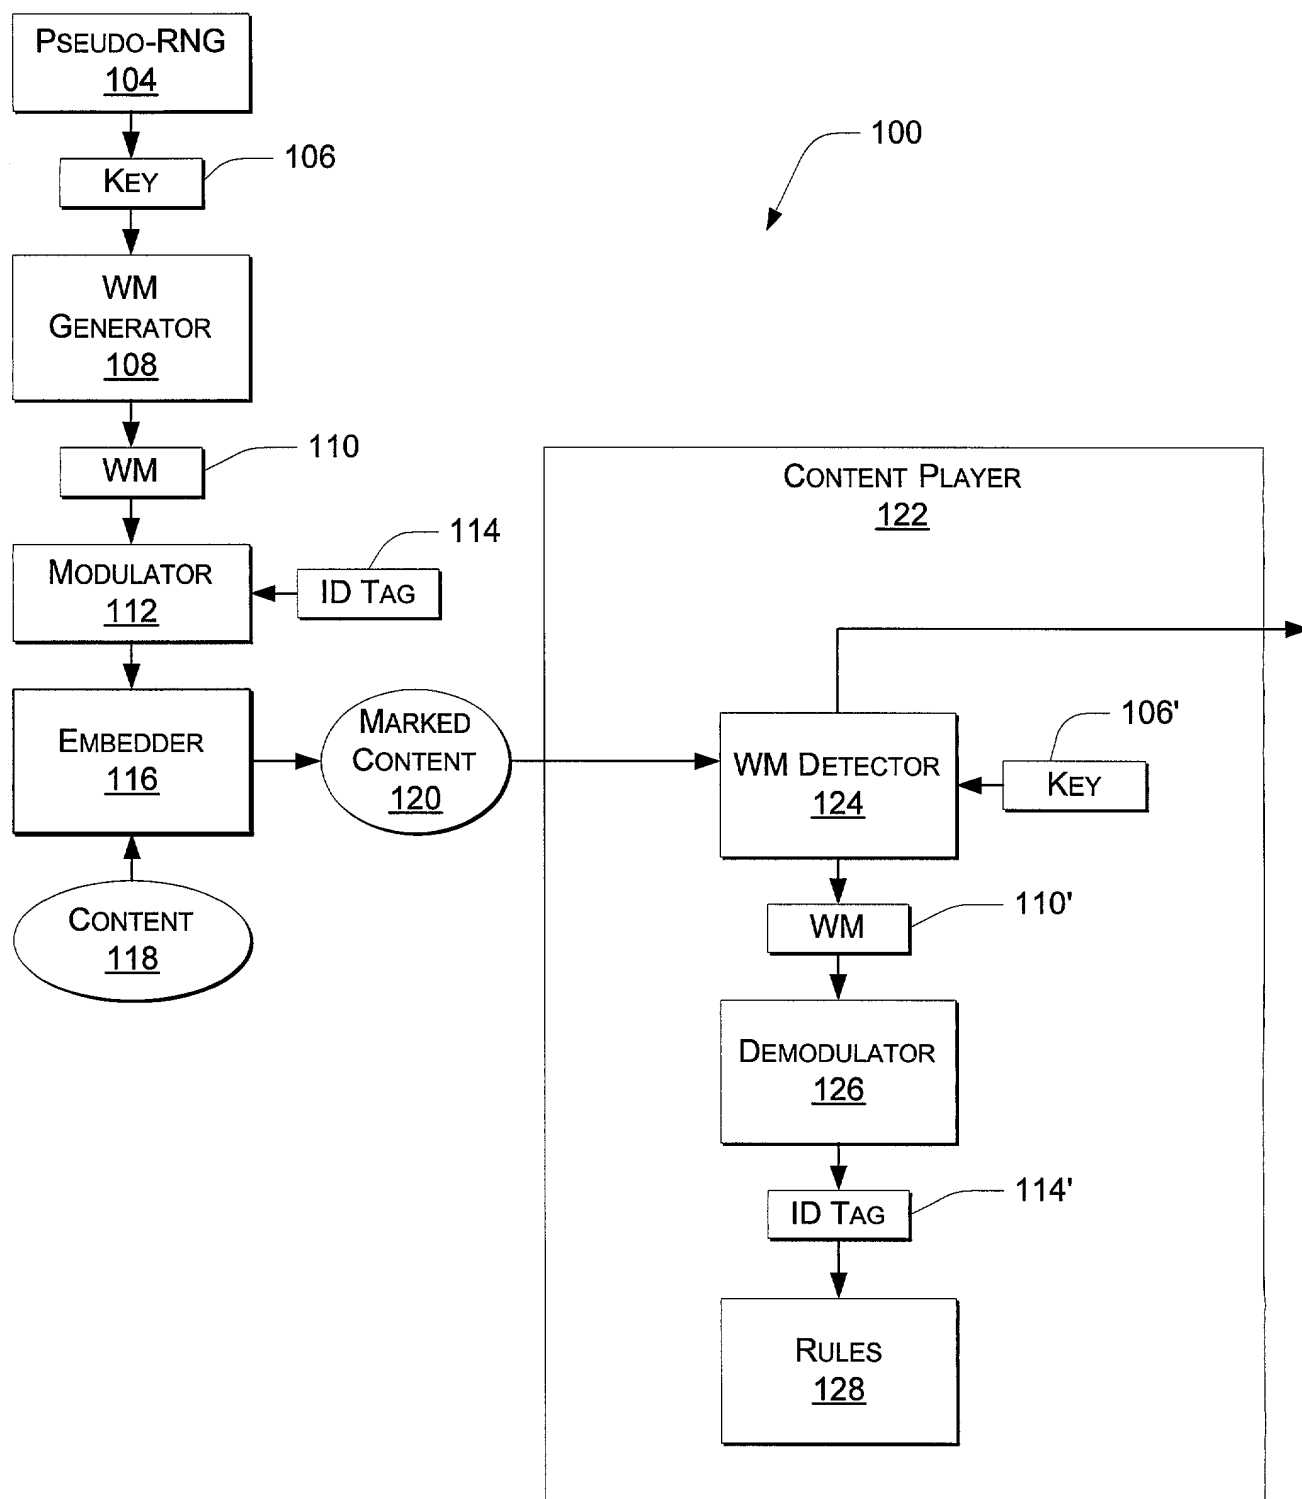 PSEUDO-RNG
104
KEY
106
100
WM
GENERATOR
108
WM
110
MODULATOR
112
ID TAG
114
EMBEDDER
116
MARKED
CONTENT
120
CONTENT
118
CONTENT PLAYER
122
WM DETECTOR
124
KEY
106'
WM
110'
DEMODULATOR
126
ID TAG
114'
RULES
128